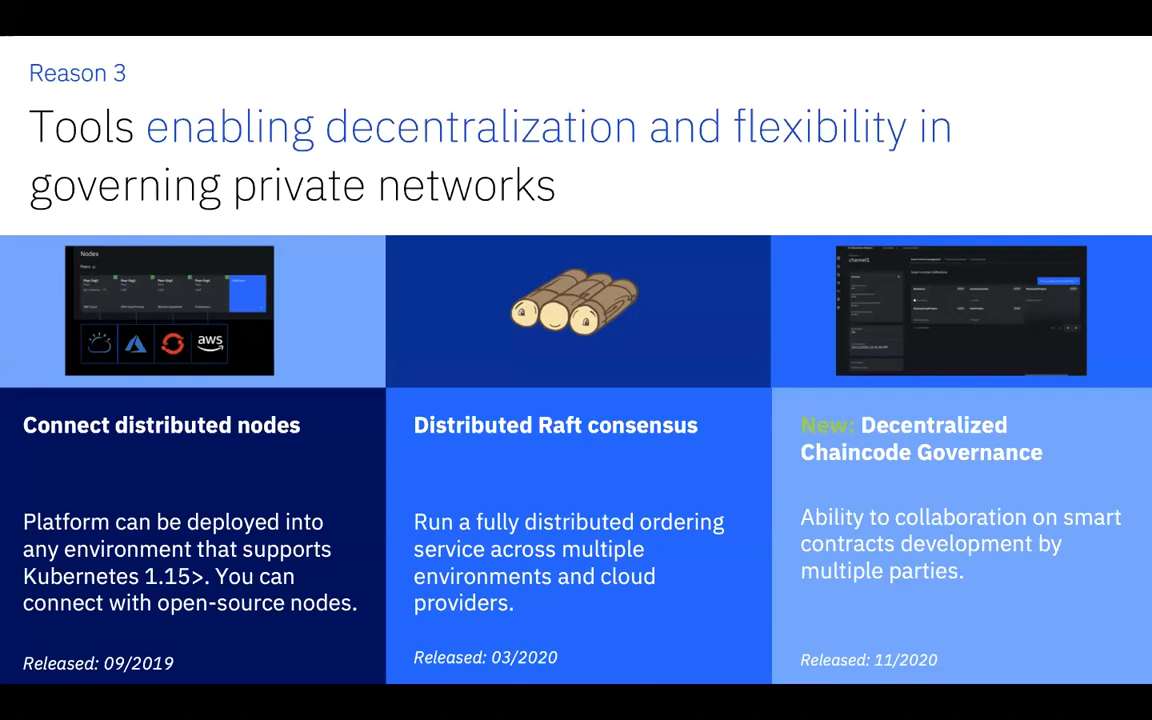 Reason 3
Tools enabling decentralization and flexibility in
governing private networks
Nodes
aws
channel1
Connect distributed nodes
Platform can be deployed into
any environment that supports
Kubernetes 1.15>. You can
connect with open-source nodes.
Released: 09/2019
Distributed Raft consensus
Run a fully distributed ordering
service across multiple
environments and cloud
providers.
Released: 03/2020
New: Decentralized
Chaincode Governance
Ability to collaboration on smart
contracts development by
multiple parties.
Released: 11/2020